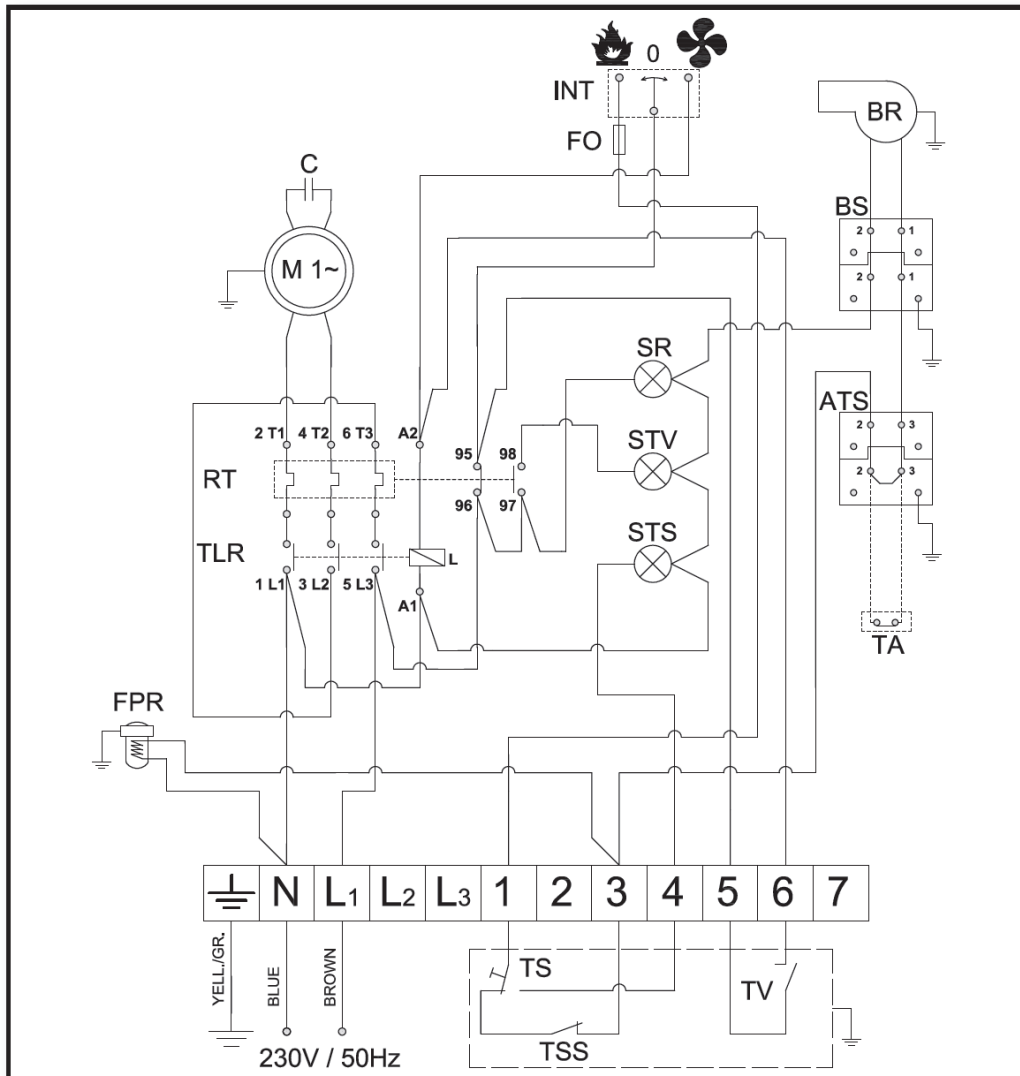 0
INT
FO
BR
C
BS
2 1
2 1
M 1~
SR
ATS
2 T1 4 T2 6 T3 A2
95 98
STV
2 3
RT
2 3
96 97
STS
TLR
L
1 L1 3 L2 5 L3
A1
TA
FPR
N L1 L2 L3 1 2 3 4 5 6 7
YELL./GR.
BLUE
BROWN
TS
TV
TSS
230V / 50Hz